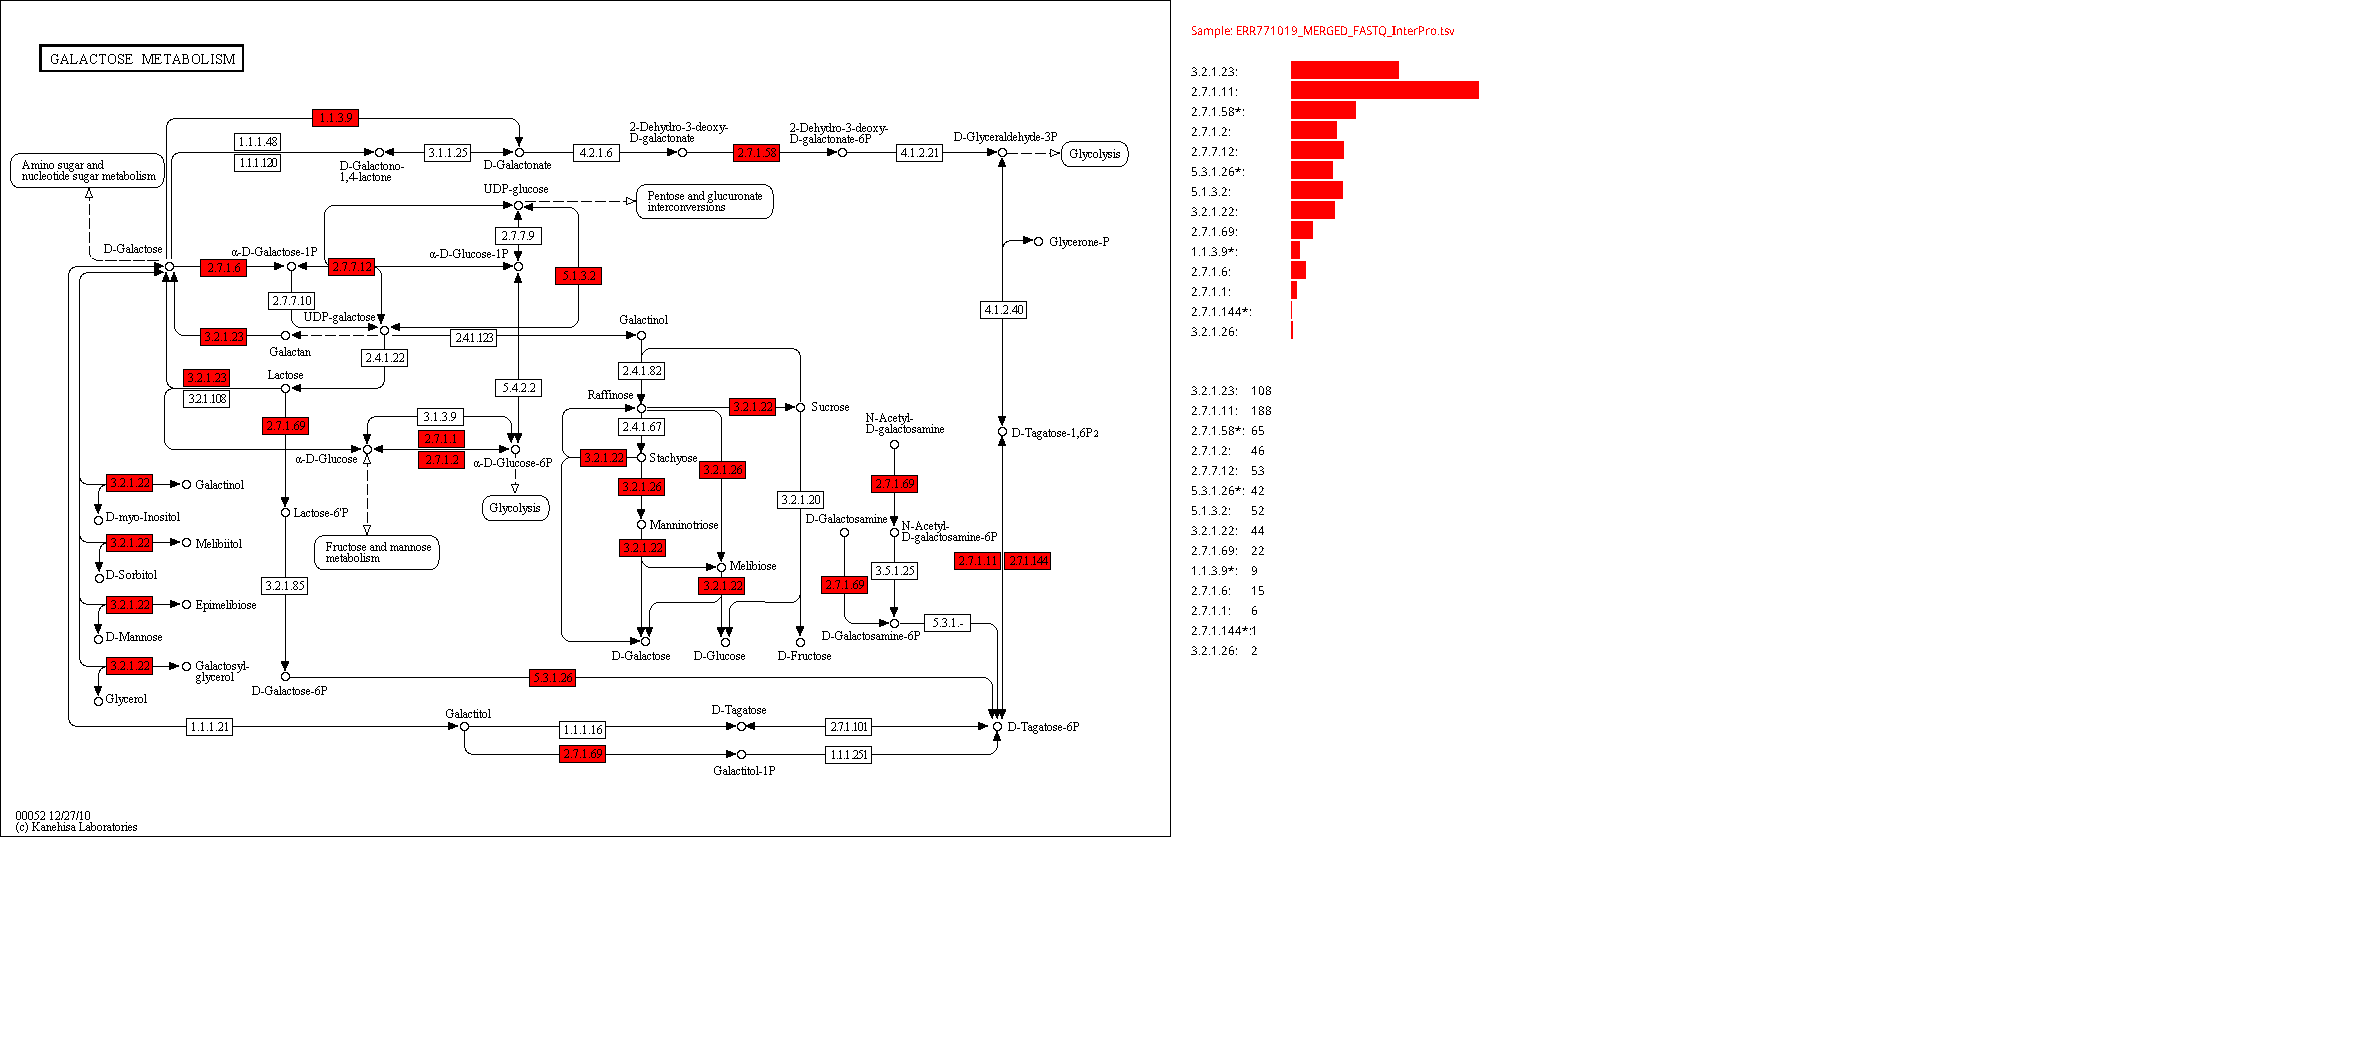 GALACTOSE METABOLISM
1.1.3.9
1.1.1.48
1.1.1.120
D-Galactono-
1,4-lactone
3.1.1.25
D-Galactonate
4.2.1.6
2-Dehydro-3-deoxy-
D-galactonate
2.7.1.58
2-Dehydro-3-deoxy-
D-galactonate-6P
4.1.2.21
D-Glyceraldehyde-3P
Glycolysis
Amino sugar and
nucleotide sugar metabolism
UDP-glucose
Pentose and glucuronate
interconversions
2.7.7.9
D-Galactose
α-D-Galactose-1P
α-D-Glucose-1P
2.7.1.6
2.7.7.12
5.1.3.2
Glycerone-P
2.7.7.10
UDP-galactose
4.1.2.40
3.2.1.23
Galactan
2.4.1.123
Galactinol
2.4.1.22
2.4.1.82
Lactose
3.2.1.23
3.2.1.108
5.4.2.2
Raffinose
3.2.1.22
Sucrose
2.7.1.69
3.1.3.9
2.7.1.1
2.7.1.2
α-D-Glucose
α-D-Glucose-6P
2.4.1.67
N-Acetyl-
D-galactosamine
D-Tagatose-1,6P2
3.2.1.22
Stachyose
3.2.1.26
3.2.1.26
2.7.1.69
3.2.1.22
Galactinol
D-myo-Inositol
Lactose-6'P
Glycolysis
3.2.1.20
Manninotriose
D-Galactosamine
N-Acetyl-
D-galactosamine-6P
3.2.1.22
Melibiitol
D-Sorbitol
Fructose and mannose
metabolism
3.2.1.22
Melibiose
3.2.1.22
2.7.1.69
3.5.1.25
2.7.1.11
2.7.1.144
3.2.1.85
3.2.1.22
Epimelibiose
D-Mannose
D-Galactose
D-Glucose
D-Fructose
D-Galactosamine-6P
5.3.1.-
3.2.1.22
Galactosyl-
glycerol
Glycerol
D-Galactose-6P
5.3.1.26
1.1.1.21
Galactitol
1.1.1.16
D-Tagatose
2.7.1.101
D-Tagatose-6P
2.7.1.69
Galactitol-1P
1.1.1.251
00052 12/27/10
(c) Kanehisa Laboratories
Sample: ERR771019_MERGED_FASTQ_InterPro.tsv
3.2.1.23:
2.7.1.11:
2.7.1.58*:
2.7.1.2:
2.7.7.12:
5.3.1.26*:
5.1.3.2:
3.2.1.22:
2.7.1.69:
1.1.3.9*:
2.7.1.6:
2.7.1.1:
2.7.1.144*:
3.2.1.26:
3.2.1.23: 108
2.7.1.11: 188
2.7.1.58*: 65
2.7.1.2: 46
2.7.7.12: 53
5.3.1.26*: 42
5.1.3.2: 52
3.2.1.22: 44
2.7.1.69: 22
1.1.3.9*: 9
2.7.1.6: 15
2.7.1.1: 6
2.7.1.144*: 1
3.2.1.26: 2